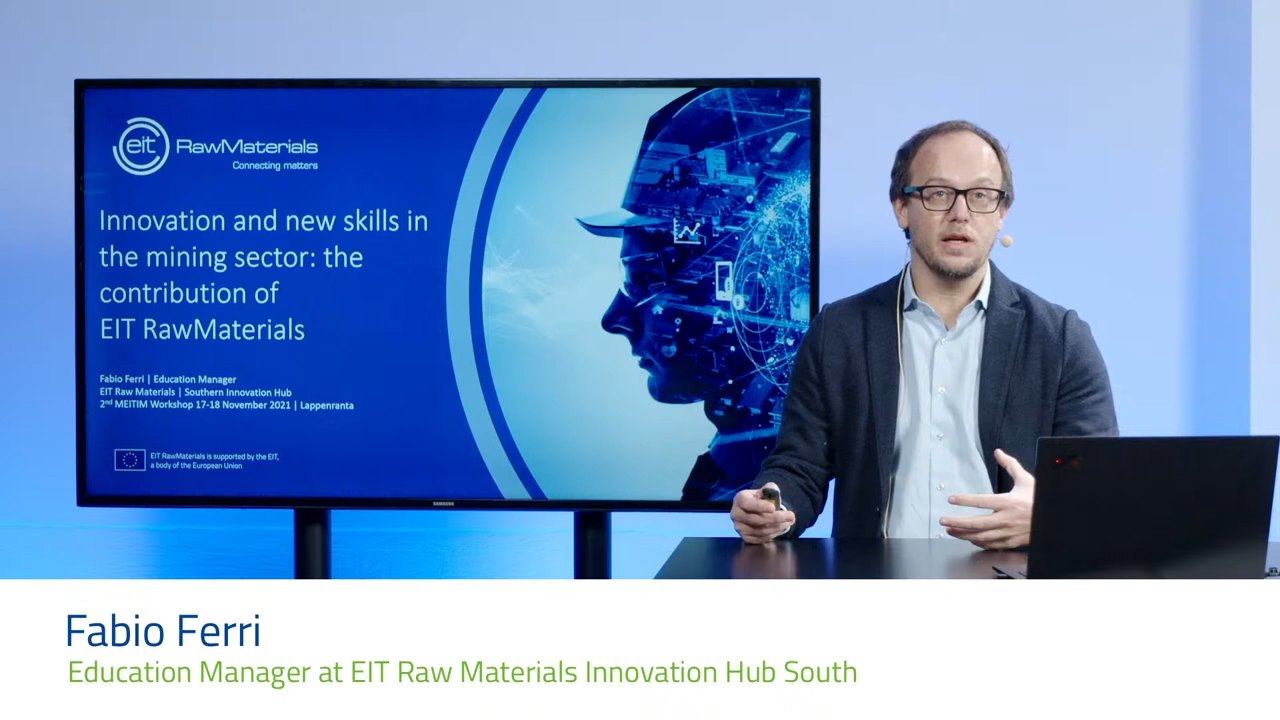 eit RawMaterials
Connecting matters
Innovation and new skills in
the mining sector: the
contribution of
EIT RawMaterials
Fabio Ferri | Education Manager
EIT Raw Materials | Southern Innovation Hub
2nd MEITIM Workshop 17-18 November 2021 | Lappenranta
EIT RawMaterials is supported by the EIT,
a body of the European Union
SAMSUNG
Fabio Ferri
Education Manager at EIT Raw Materials Innovation Hub South